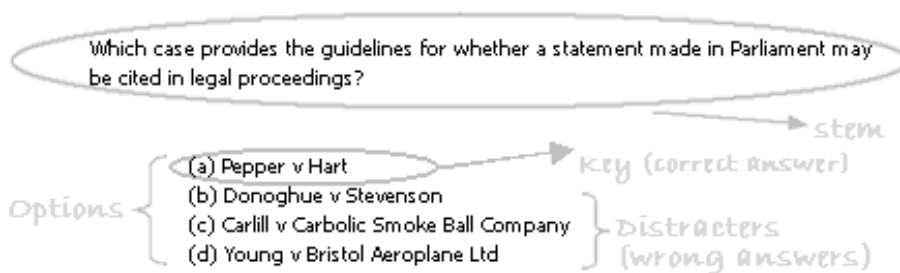 Which case provides the guidelines for whether a statement made in Parliament may
be cited in legal proceedings?
stem
(a) Pepper v Hart
Key (correct answer)
(b) Donoghue v Stevenson
Options
(c) Carlill v Carbolic Smoke Ball Company
Distracters
(d) Young v Bristol Aeroplane Ltd
(wrong answers)